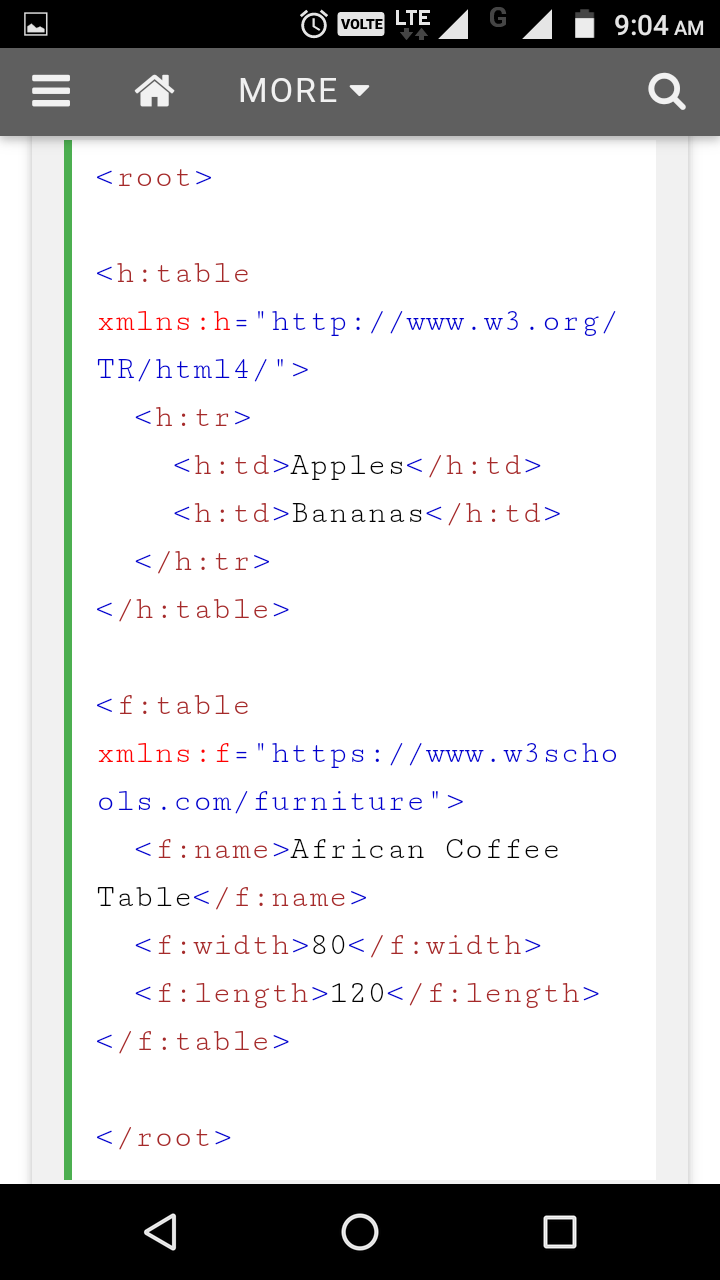 VOLTE LTE G 9:04 AM
MORE
<root>
<h:table
xmlns:h="http://www.w3.org/
TR/html4/">
<h:tr>
<h:td>Apples</h:td>
<h:td>Bananas</h:td>
</h:tr>
</h:table>
<f:table
xmlns:f="https://www.w3scho
ols.com/furniture">
<f:name>African Coffee
Table</f:name>
<f:width>80</f:width>
<f:length>120</f:length>
</f:table>
</root>